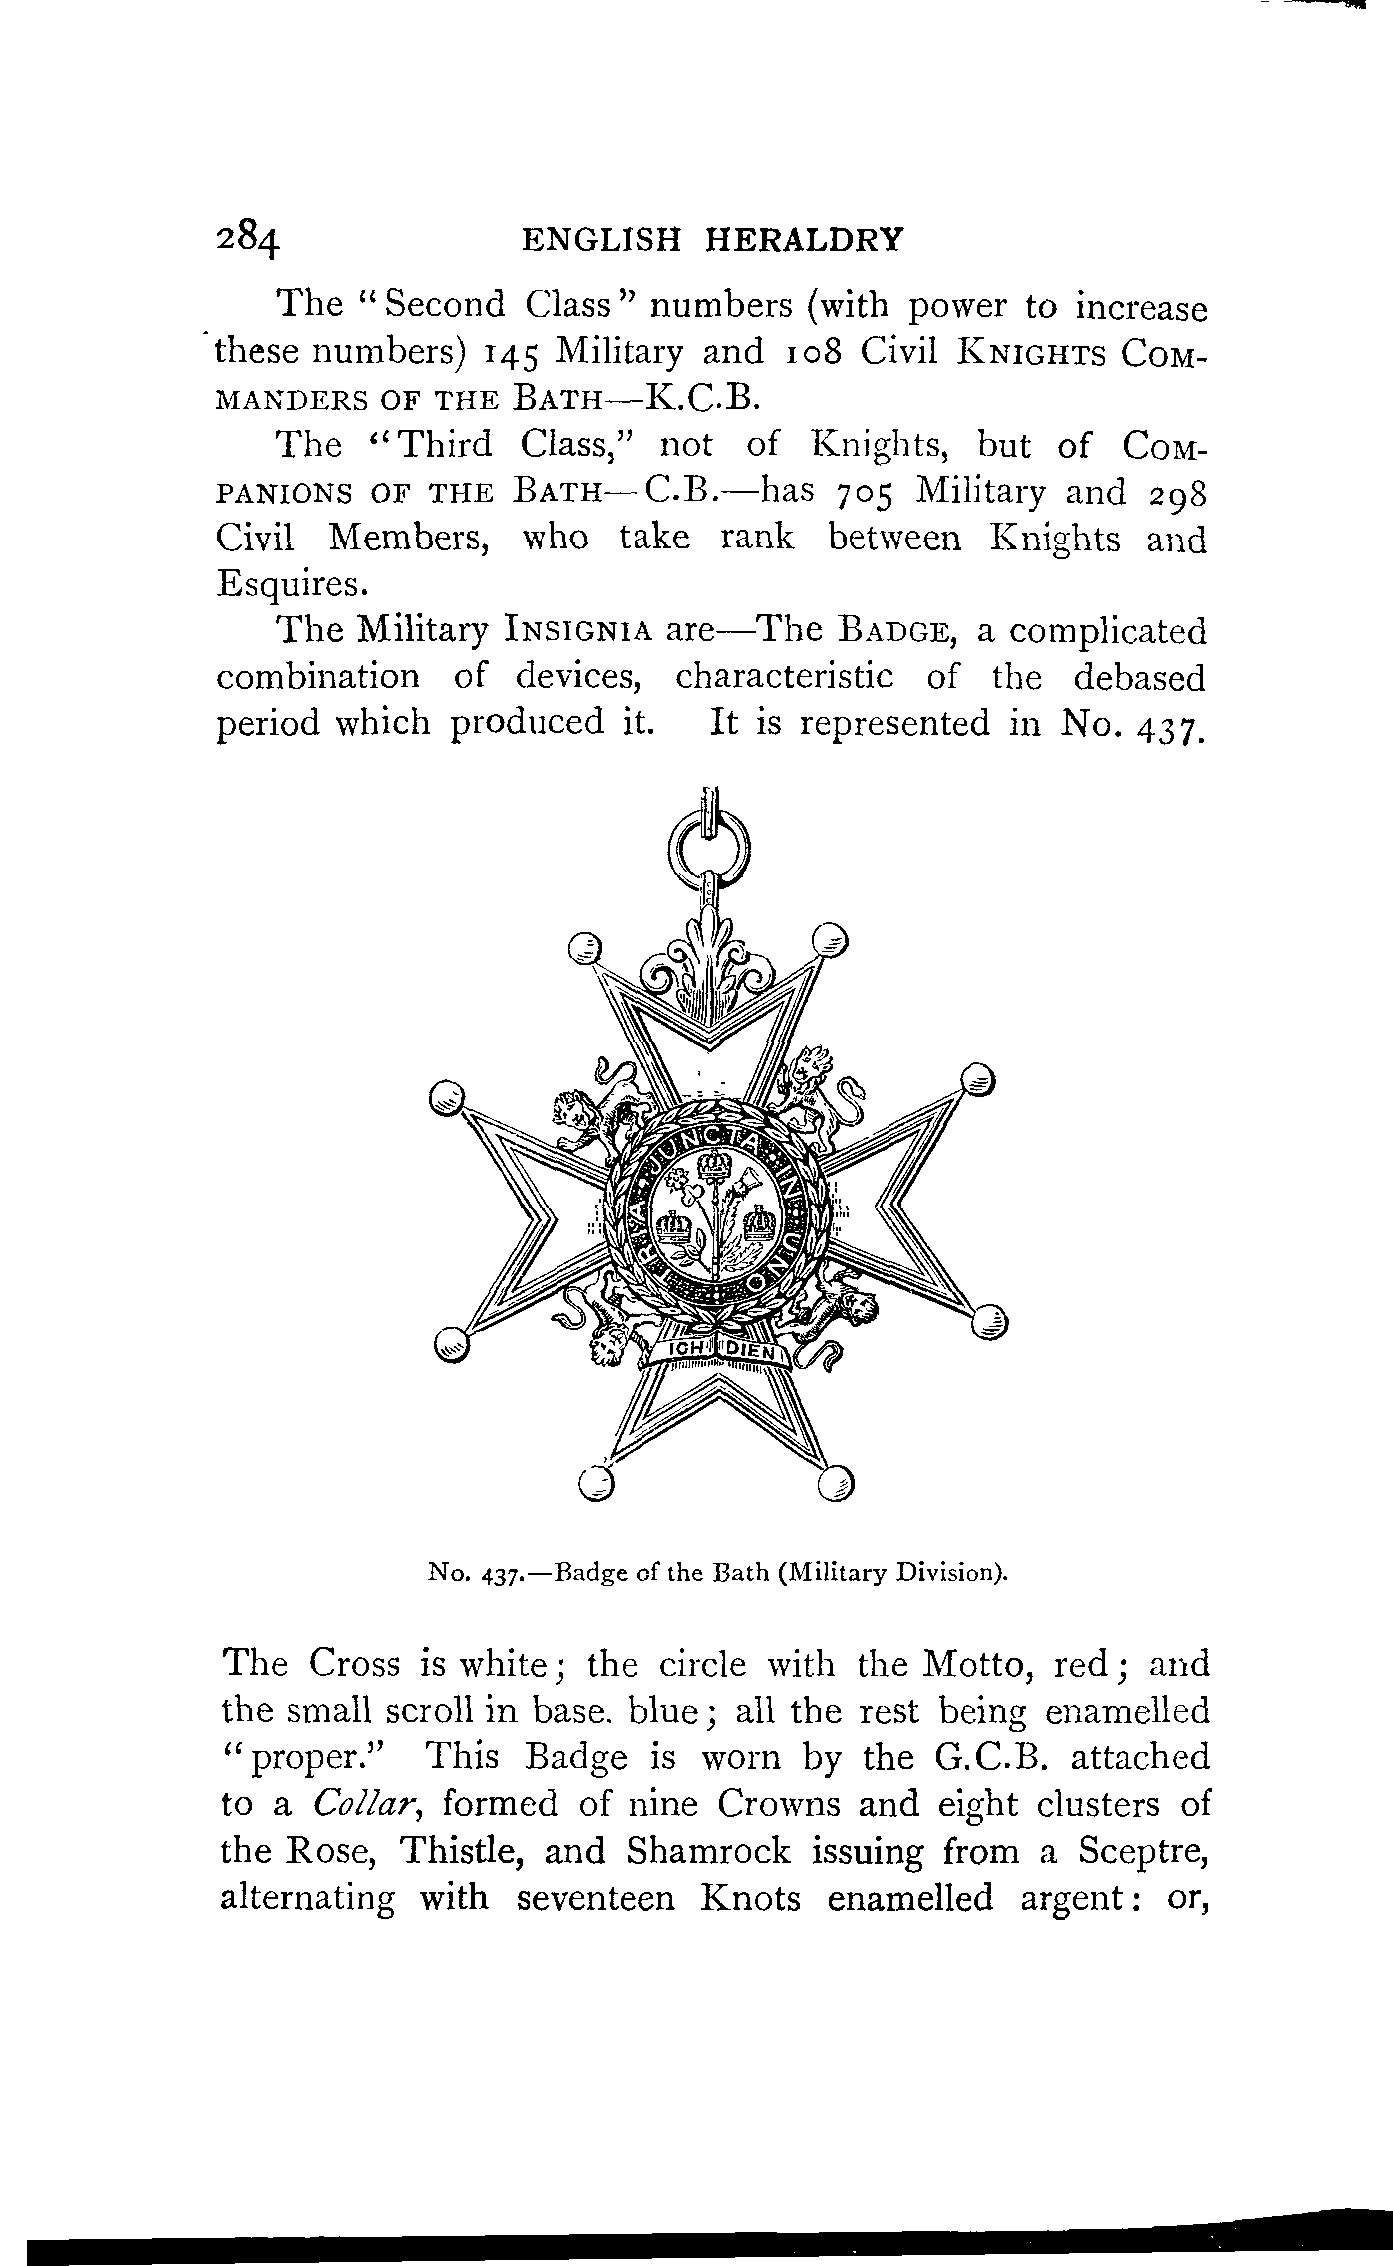 284 ENGLISH HERALDRY
The “Second Class” numbers (with power to increase
these numbers) 145 Military and 108 Civil KNIGHTS COM-
MANDERS OF THE BATH—K.C.B.
The “Third Class,” not of Knights, but of COM-
PANIONS OF THE BATH—C.B.—has 705 Military and 298
Civil Members, who take rank between Knights and
Esquires.
The Military INSIGNIA are—The BADGE, a complicated
combination of devices, characteristic of the debased
period which produced it. It is represented in No. 437.
TRIA · JUNCTA · IN · UNO
ICH DIEN
No. 437.—Badge of the Bath (Military Division).
The Cross is white; the circle with the Motto, red; and
the small scroll in base. blue; all the rest being enamelled
“proper.” This Badge is worn by the G.C.B. attached
to a Collar, formed of nine Crowns and eight clusters of
the Rose, Thistle, and Shamrock issuing from a Sceptre,
alternating with seventeen Knots enamelled argent: or,